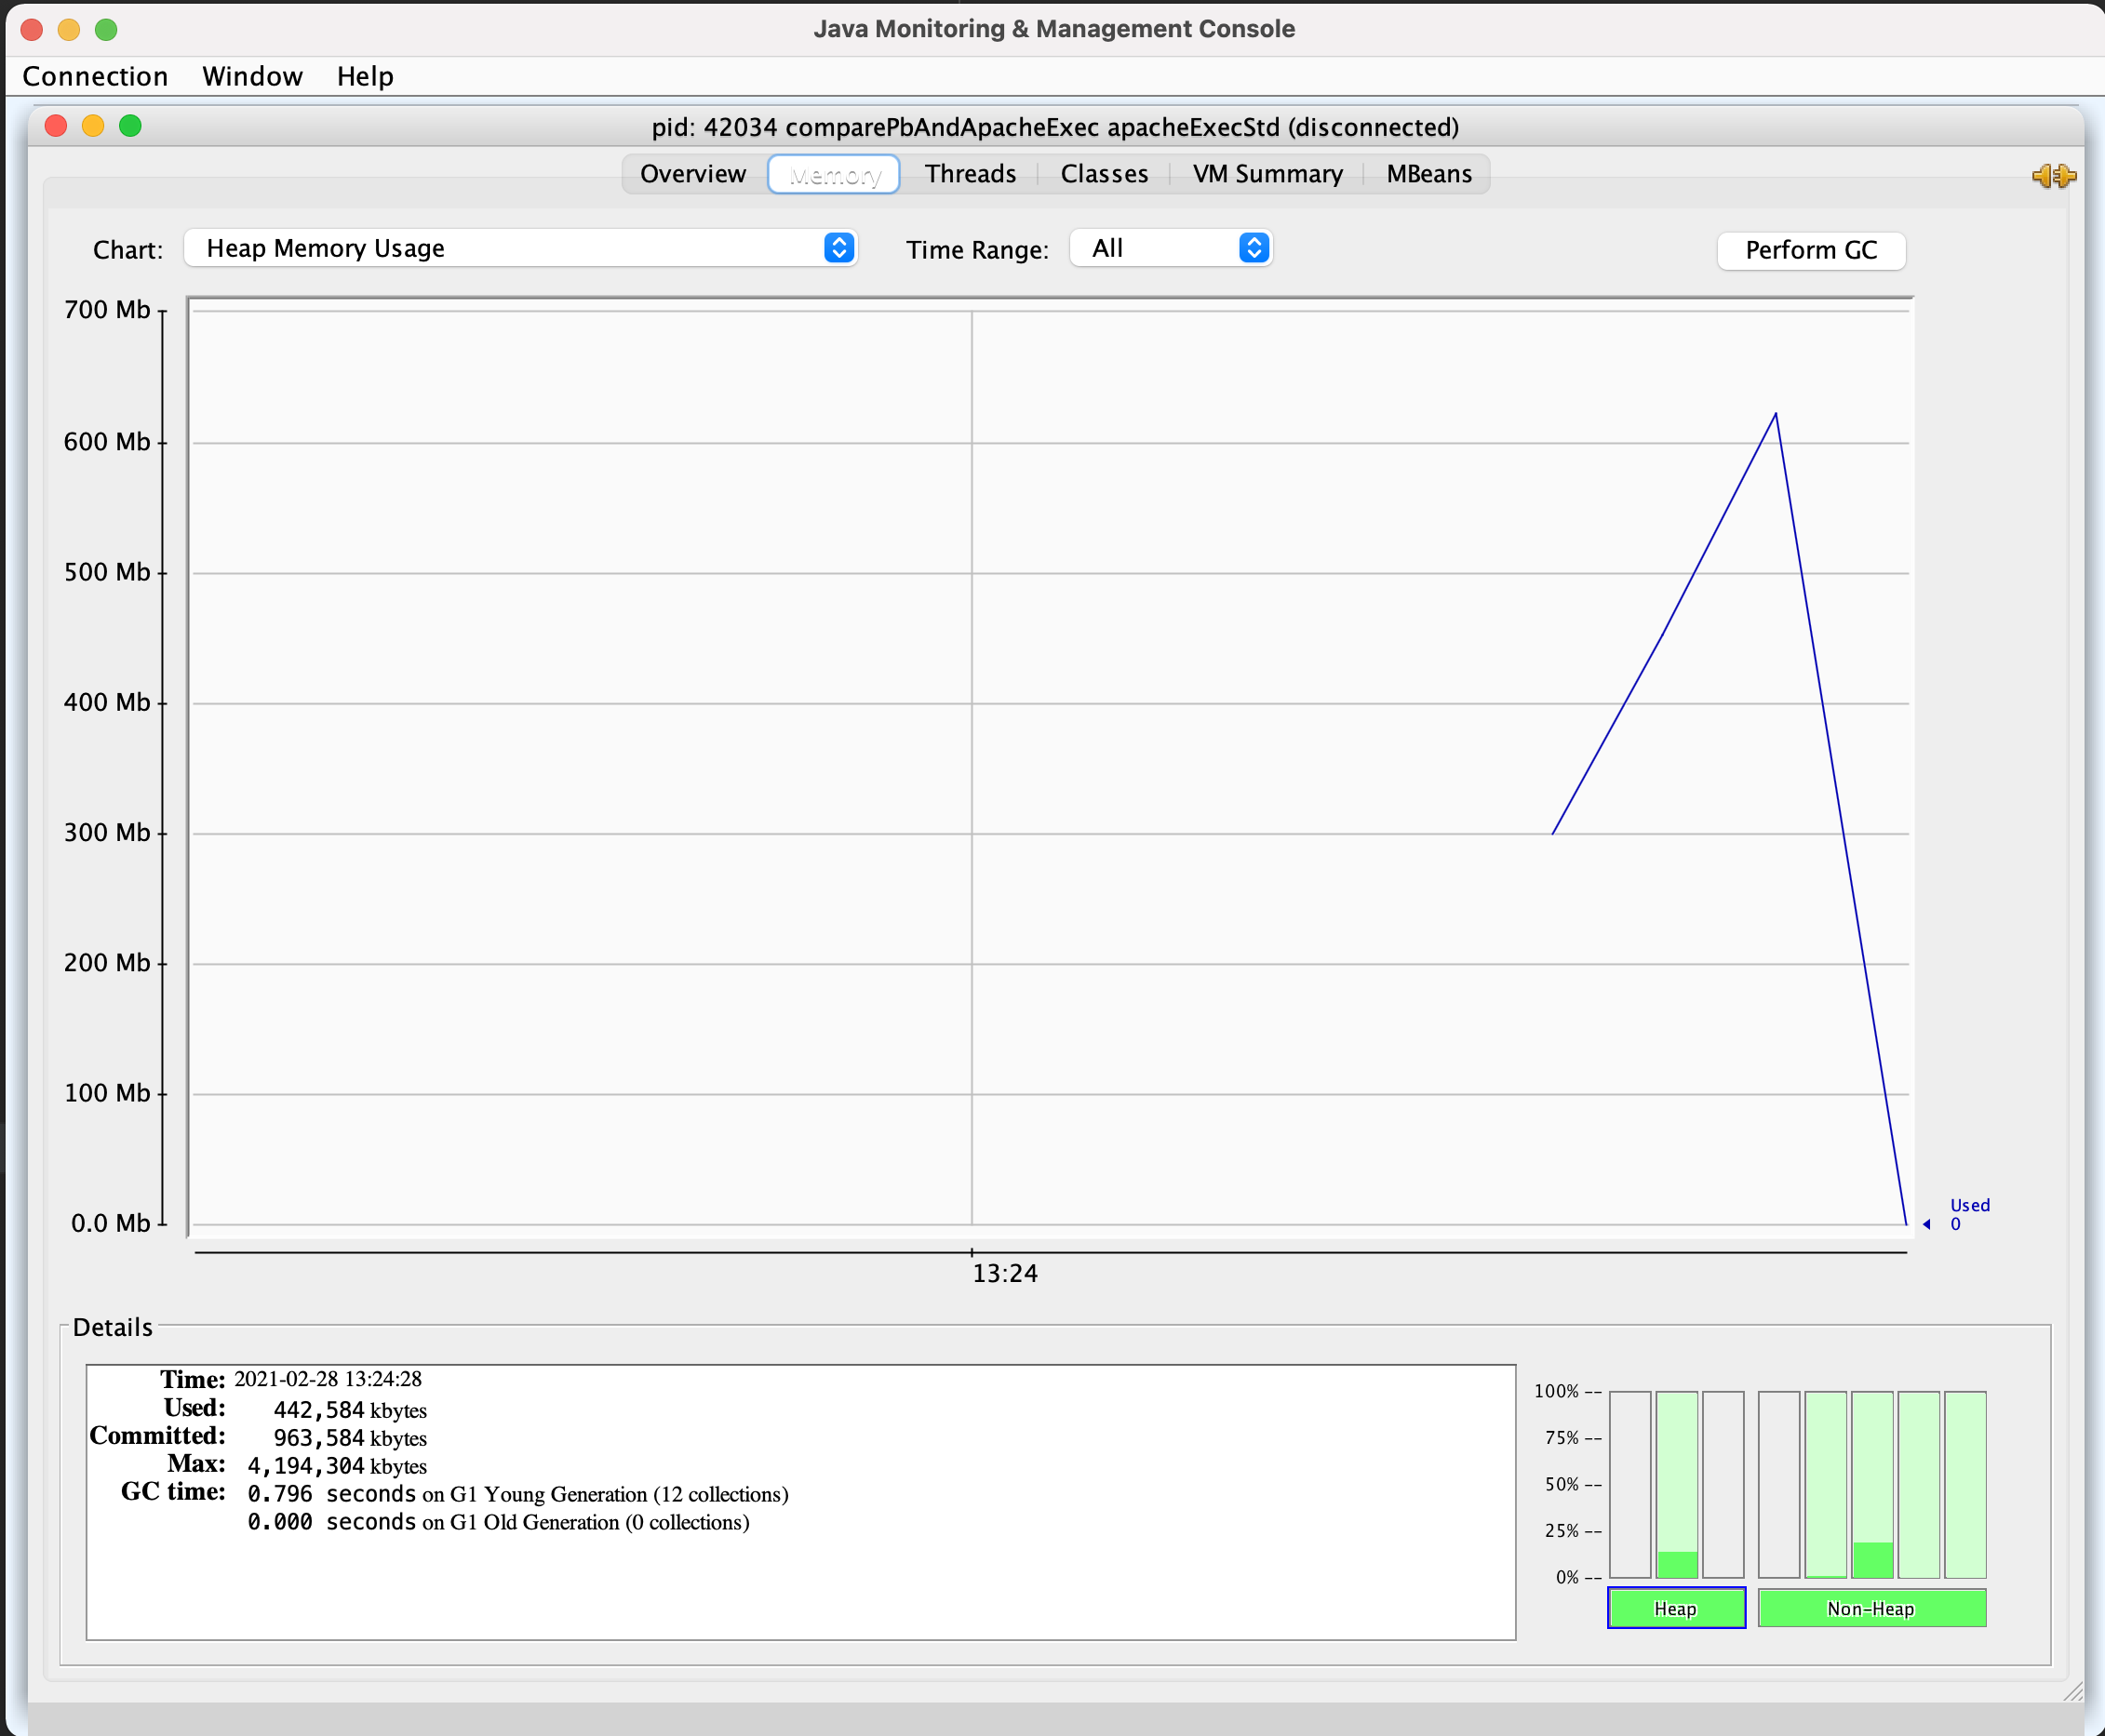 Java Monitoring & Management Console
Connection Window Help
pid: 42034 comparePbAndApacheExec apacheExecStd (disconnected)
Overview Memory Threads Classes VM Summary MBeans
Chart: Heap Memory Usage Time Range: All Perform GC
700 Mb
600 Mb
500 Mb
400 Mb
300 Mb
200 Mb
100 Mb
0.0 Mb
Used
0
13:24
Details
Time: 2021-02-28 13:24:28
Used: 442,584 kbytes
Committed: 963,584 kbytes
Max: 4,194,304 kbytes
GC time: 0.796 seconds on G1 Young Generation (12 collections)
0.000 seconds on G1 Old Generation (0 collections)
100% --
75% --
50% --
25% --
0% --
Heap Non-Heap